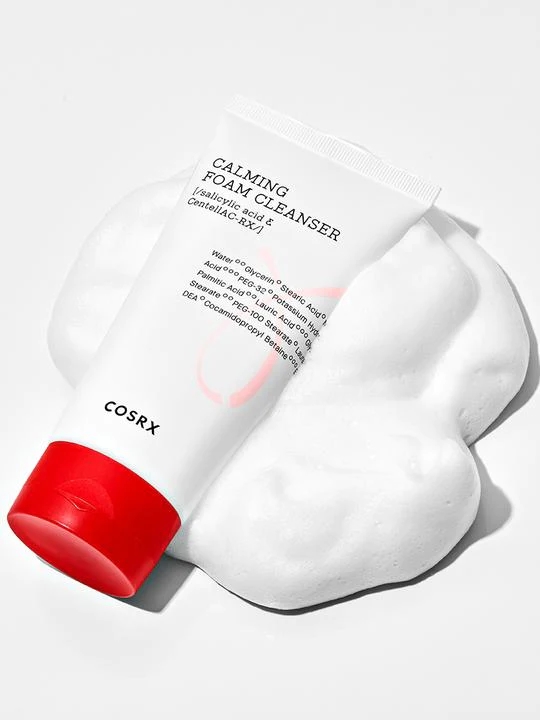 CALMING
FOAM CLEANSER
[/salicylic acid &
CentellAC-RX/]
Water°° Glycerin° Stearic Acid°
Acid°°° PEG-32° Potassium
Palmitic Acid°° Lauric Acid°°°
Stearate°° PEG-100 Stearate°
DEA° Cocamidopropyl Betaine°°
COSRX